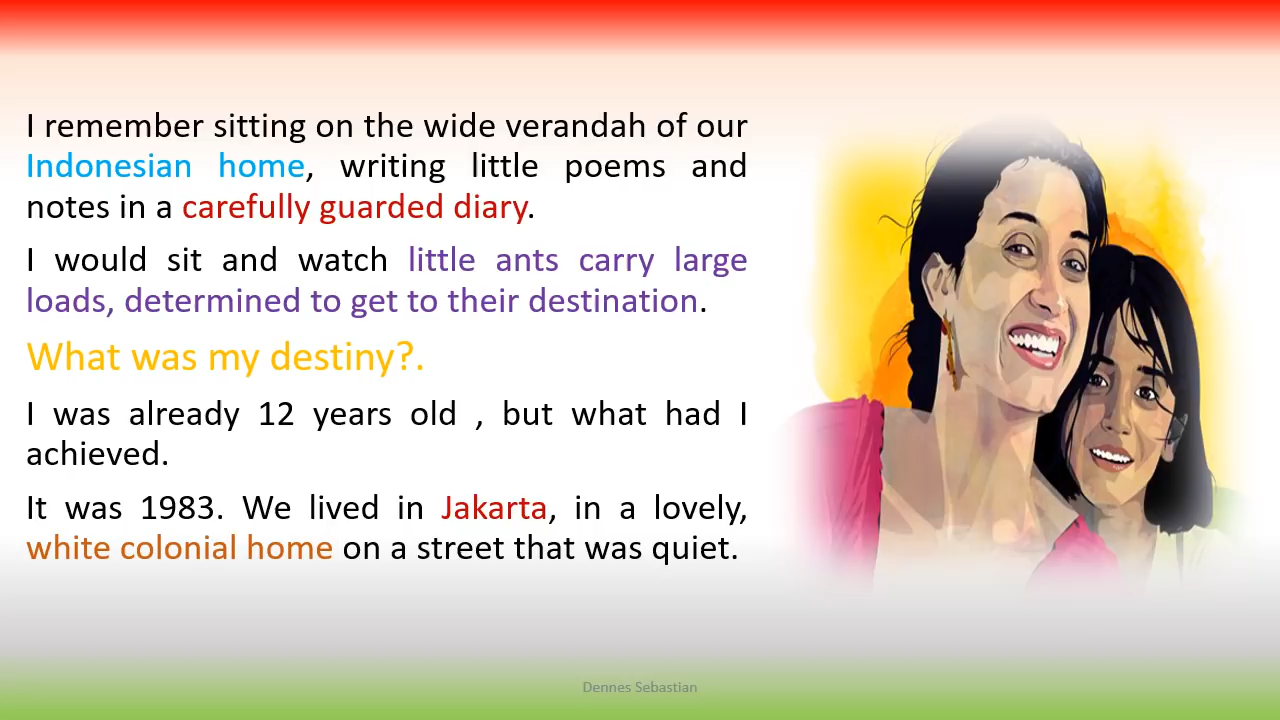 I remember sitting on the wide verandah of our
Indonesian home, writing little poems and
notes in a carefully guarded diary.
I would sit and watch little ants carry large
loads, determined to get to their destination.
What was my destiny?.
I was already 12 years old , but what had I
achieved.
It was 1983. We lived in Jakarta, in a lovely,
white colonial home on a street that was quiet.
Dennes Sebastian